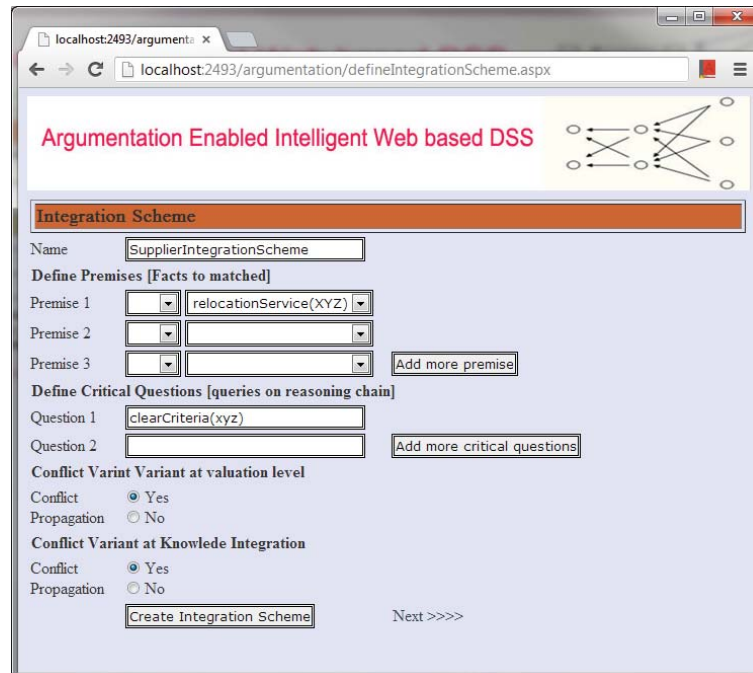 localhost:2493/argumenta
localhost:2493/argumentation/defineIntegrationScheme.aspx
Argumentation Enabled Intelligent Web based DSS
Integration Scheme
Name SupplierIntegrationScheme
Define Premises [Facts to matched]
Premise 1 relocationService(XYZ)
Premise 2
Premise 3 Add more premise
Define Critical Questions [queries on reasoning chain]
Question 1 clearCriteria(xyz)
Question 2 Add more critical questions
Conflict Varint Variant at valuation level
Conflict Yes
Propagation No
Conflict Variant at Knowlede Integration
Conflict Yes
Propagation No
Create Integration Scheme Next >>>>